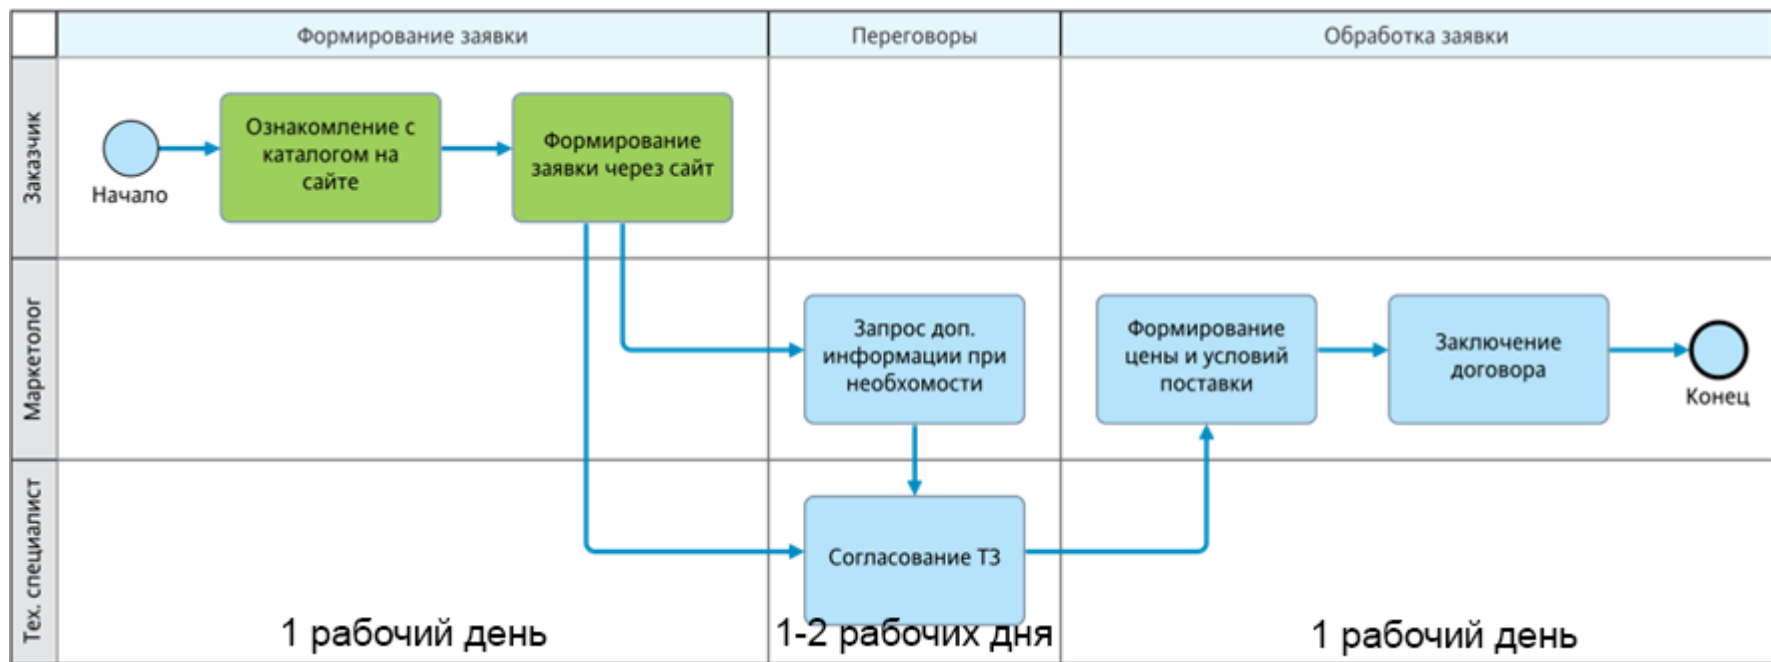 Формирование заявки
Переговоры
Обработка заявки
Заказчик
Начало
Ознакомление с
каталогом на
сайте
Формирование
заявки через сайт
Маркетолог
Запрос доп.
информации при
необхомости
Формирование
цены и условий
поставки
Заключение
договора
Конец
Тех. специалист
Согласование ТЗ
1 рабочий день
1-2 рабочих дня
1 рабочий день